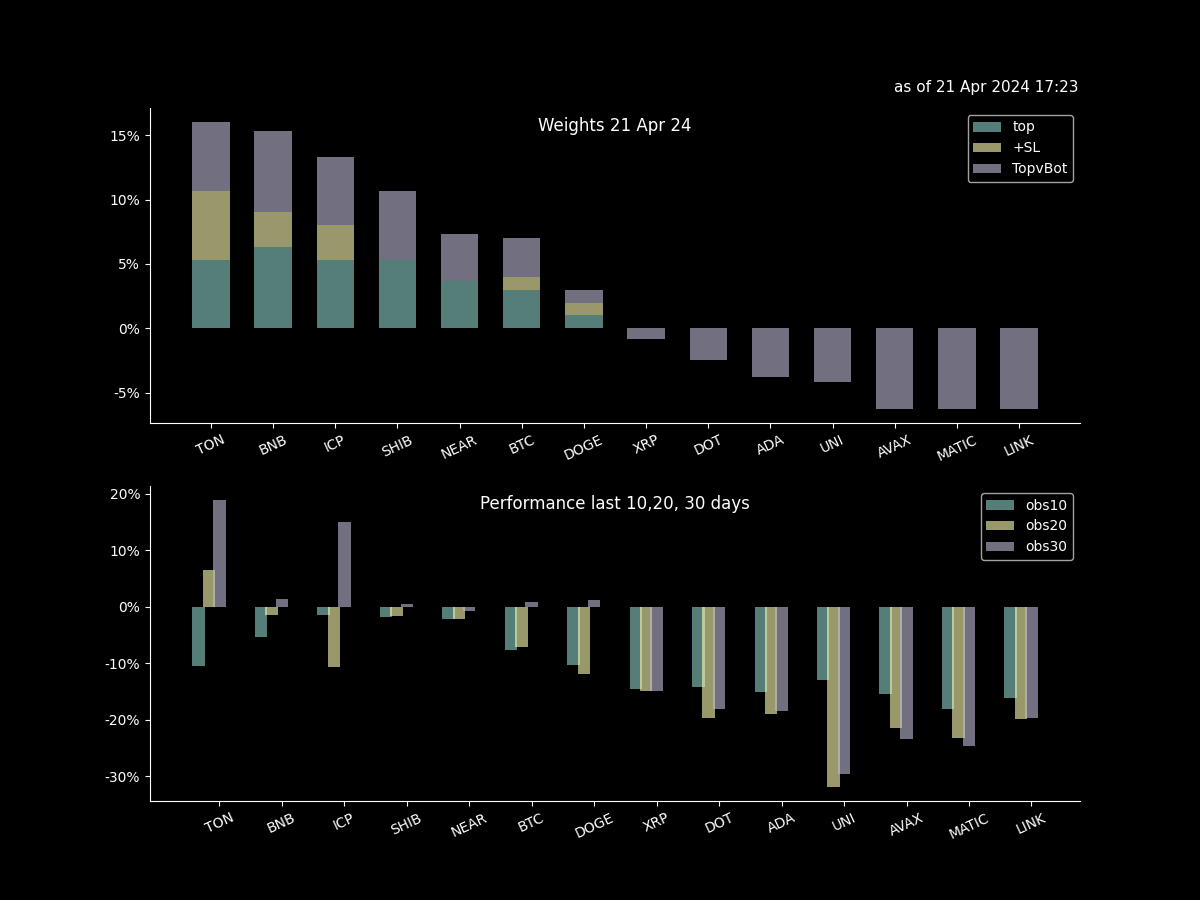 as of 21 Apr 2024 17:23
Weights 21 Apr 24
top
+SL
TopvBot
15%
10%
5%
0%
-5%
TON BNB ICP SHIB NEAR BTC DOGE XRP DOT ADA UNI AVAX MATIC LINK
Performance last 10,20, 30 days
obs10
obs20
obs30
20%
10%
0%
-10%
-20%
-30%
TON BNB ICP SHIB NEAR BTC DOGE XRP DOT ADA UNI AVAX MATIC LINK